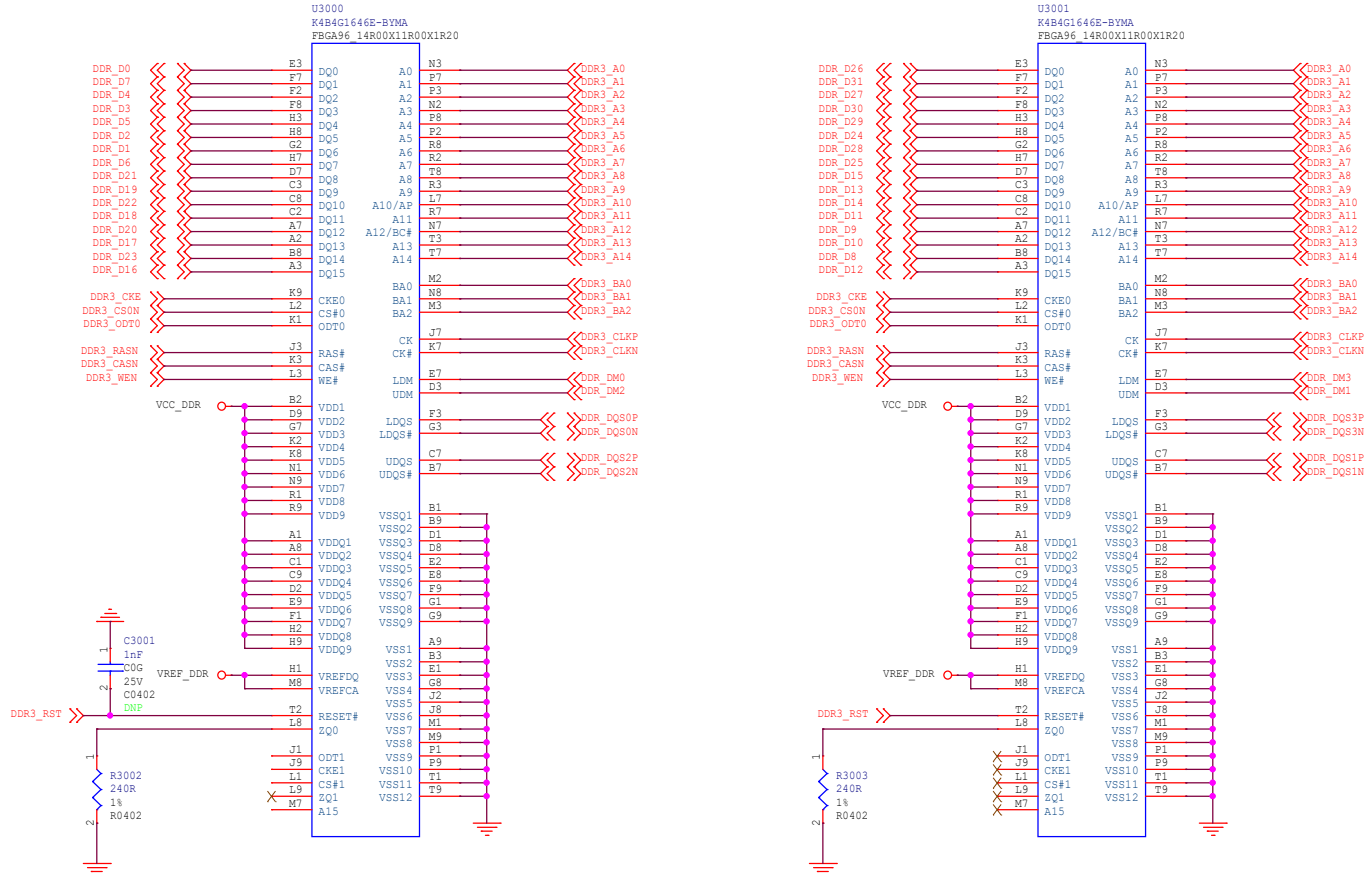 U3000
K4B4G1646E-BYMA
FBGA96_14R00X11R00X1R20
DDR_D0 E3 DQ0 A0 N3 DDR3_A0
DDR_D7 F7 DQ1 A1 P7 DDR3_A1
DDR_D4 F2 DQ2 A2 P3 DDR3_A2
DDR_D3 F8 DQ3 A3 N2 DDR3_A3
DDR_D5 H3 DQ4 A4 P8 DDR3_A4
DDR_D2 H8 DQ5 A5 P2 DDR3_A5
DDR_D1 G2 DQ6 A6 R8 DDR3_A6
DDR_D6 H7 DQ7 A7 R2 DDR3_A7
DDR_D21 D7 DQ8 A8 T8 DDR3_A8
DDR_D19 C3 DQ9 A9 R3 DDR3_A9
DDR_D22 C8 DQ10 A10/AP L7 DDR3_A10
DDR_D18 C2 DQ11 A11 R7 DDR3_A11
DDR_D20 A7 DQ12 A12/BC# N7 DDR3_A12
DDR_D17 A2 DQ13 A13 T3 DDR3_A13
DDR_D23 B8 DQ14 A14 T7 DDR3_A14
DDR_D16 A3 DQ15
BA0 M2 DDR3_BA0
DDR3_CKE K9 CKE0 BA1 N8 DDR3_BA1
DDR3_CS0N L2 CS#0 BA2 M3 DDR3_BA2
DDR3_ODT0 K1 ODT0
CK J7 DDR3_CLKP
DDR3_RASN J3 RAS# CK# K7 DDR3_CLKN
DDR3_CASN K3 CAS#
DDR3_WEN L3 WE# LDM E7 DDR_DM0
UDM D3 DDR_DM2
VCC_DDR B2 VDD1
D9 VDD2 LDQS F3 DDR_DQS0P
G7 VDD3 LDQS# G3 DDR_DQS0N
K2 VDD4
K8 VDD5 UDQS C7 DDR_DQS2P
N1 VDD6 UDQS# B7 DDR_DQS2N
N9 VDD7
R1 VDD8
R9 VDD9 VSSQ1 B1
VSSQ2 B9
A1 VDDQ1 VSSQ3 D1
A8 VDDQ2 VSSQ4 D8
C1 VDDQ3 VSSQ5 E2
C9 VDDQ4 VSSQ6 E8
D2 VDDQ5 VSSQ7 F9
E9 VDDQ6 VSSQ8 G1
F1 VDDQ7 VSSQ9 G9
H2 VDDQ8
H9 VDDQ9 VSS1 A9
VSS2 B3
VREF_DDR H1 VREFDQ VSS3 E1
M8 VREFCA VSS4 G8
VSS5 J2
DDR3_RST T2 RESET# VSS6 J8
L8 ZQ0 VSS7 M1
VSS8 M9
J1 ODT1 VSS9 P1
J9 CKE1 VSS10 P9
L1 CS#1 VSS11 T1
L9 ZQ1 VSS12 T9
M7 A15
1
C3001
1nF
C0G
25V
C0402
2
DNP
1
R3002
240R
1%
R0402
2
U3001
K4B4G1646E-BYMA
FBGA96_14R00X11R00X1R20
DDR_D26 E3 DQ0 A0 N3 DDR3_A0
DDR_D31 F7 DQ1 A1 P7 DDR3_A1
DDR_D27 F2 DQ2 A2 P3 DDR3_A2
DDR_D30 F8 DQ3 A3 N2 DDR3_A3
DDR_D29 H3 DQ4 A4 P8 DDR3_A4
DDR_D24 H8 DQ5 A5 P2 DDR3_A5
DDR_D28 G2 DQ6 A6 R8 DDR3_A6
DDR_D25 H7 DQ7 A7 R2 DDR3_A7
DDR_D15 D7 DQ8 A8 T8 DDR3_A8
DDR_D13 C3 DQ9 A9 R3 DDR3_A9
DDR_D14 C8 DQ10 A10/AP L7 DDR3_A10
DDR_D11 C2 DQ11 A11 R7 DDR3_A11
DDR_D9 A7 DQ12 A12/BC# N7 DDR3_A12
DDR_D10 A2 DQ13 A13 T3 DDR3_A13
DDR_D8 B8 DQ14 A14 T7 DDR3_A14
DDR_D12 A3 DQ15
BA0 M2 DDR3_BA0
DDR3_CKE K9 CKE0 BA1 N8 DDR3_BA1
DDR3_CS0N L2 CS#0 BA2 M3 DDR3_BA2
DDR3_ODT0 K1 ODT0
CK J7 DDR3_CLKP
DDR3_RASN J3 RAS# CK# K7 DDR3_CLKN
DDR3_CASN K3 CAS#
DDR3_WEN L3 WE# LDM E7 DDR_DM3
UDM D3 DDR_DM1
VCC_DDR B2 VDD1
D9 VDD2 LDQS F3 DDR_DQS3P
G7 VDD3 LDQS# G3 DDR_DQS3N
K2 VDD4
K8 VDD5 UDQS C7 DDR_DQS1P
N1 VDD6 UDQS# B7 DDR_DQS1N
N9 VDD7
R1 VDD8
R9 VDD9 VSSQ1 B1
VSSQ2 B9
A1 VDDQ1 VSSQ3 D1
A8 VDDQ2 VSSQ4 D8
C1 VDDQ3 VSSQ5 E2
C9 VDDQ4 VSSQ6 E8
D2 VDDQ5 VSSQ7 F9
E9 VDDQ6 VSSQ8 G1
F1 VDDQ7 VSSQ9 G9
H2 VDDQ8
H9 VDDQ9 VSS1 A9
VSS2 B3
VREF_DDR H1 VREFDQ VSS3 E1
M8 VREFCA VSS4 G8
VSS5 J2
DDR3_RST T2 RESET# VSS6 J8
L8 ZQ0 VSS7 M1
VSS8 M9
J1 ODT1 VSS9 P1
J9 CKE1 VSS10 P9
L1 CS#1 VSS11 T1
L9 ZQ1 VSS12 T9
M7 A15
1
R3003
240R
1%
R0402
2